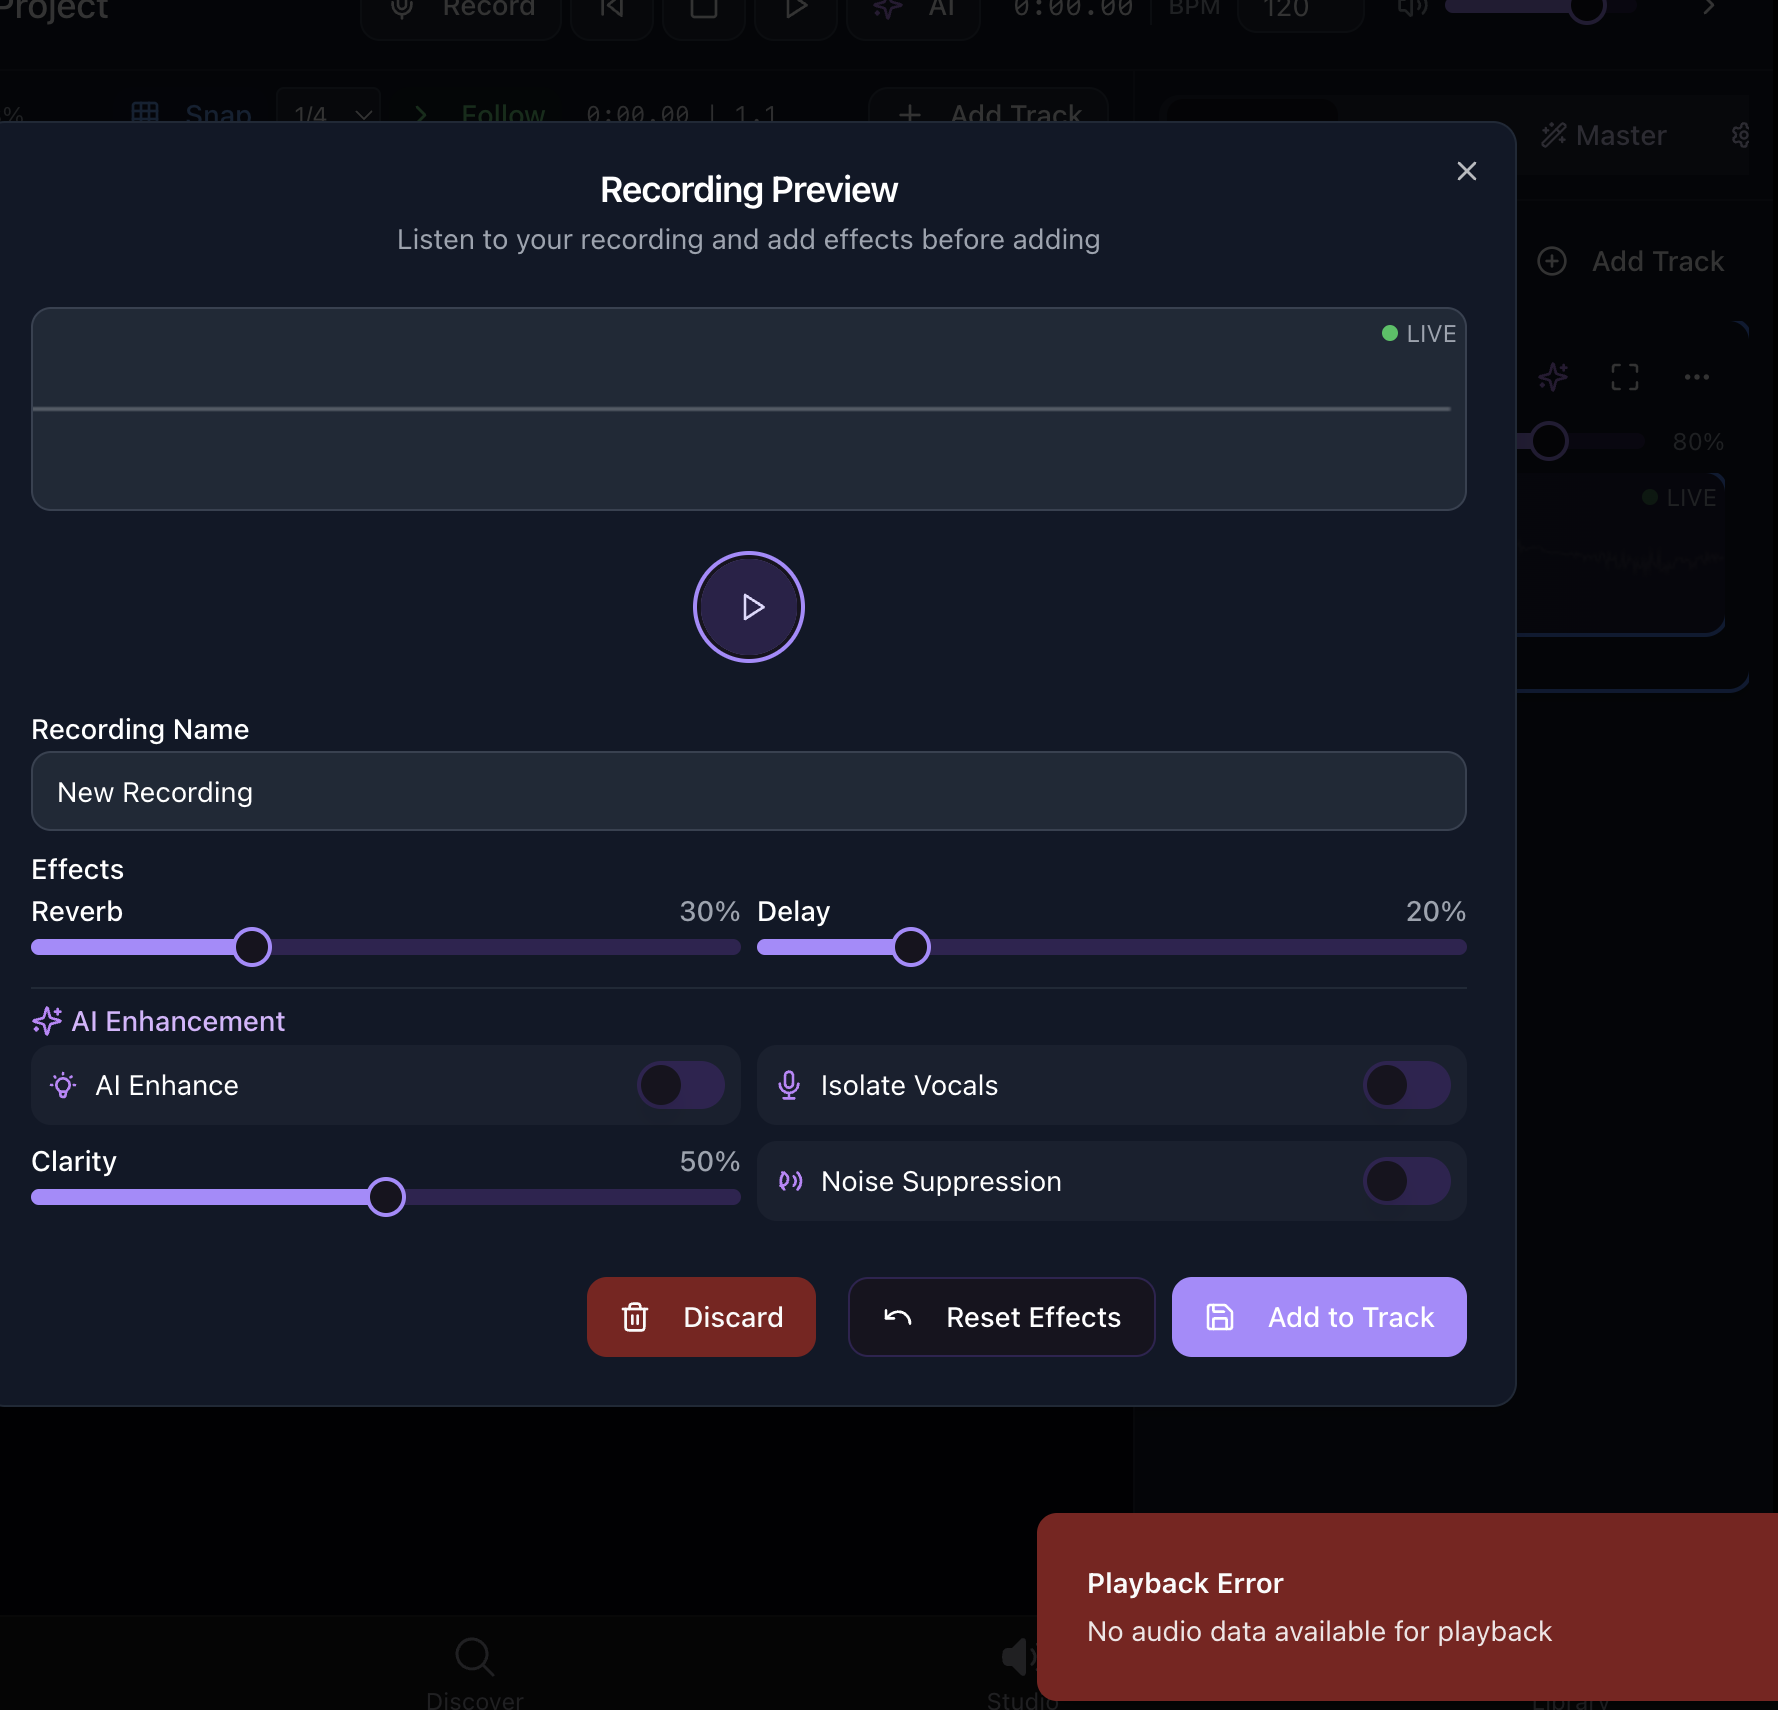 Project
Record
AI
0:00.00
BPM
120
%
Snap
1/4
Follow
0:00.00 | 1.1
Add Track
Master
Recording Preview
Listen to your recording and add effects before adding
Add Track
LIVE
80%
LIVE
Recording Name
New Recording
Effects
Reverb
30%
Delay
20%
AI Enhancement
AI Enhance
Isolate Vocals
Clarity
50%
Noise Suppression
Discard
Reset Effects
Add to Track
Playback Error
No audio data available for playback
Discover
Studio
Library